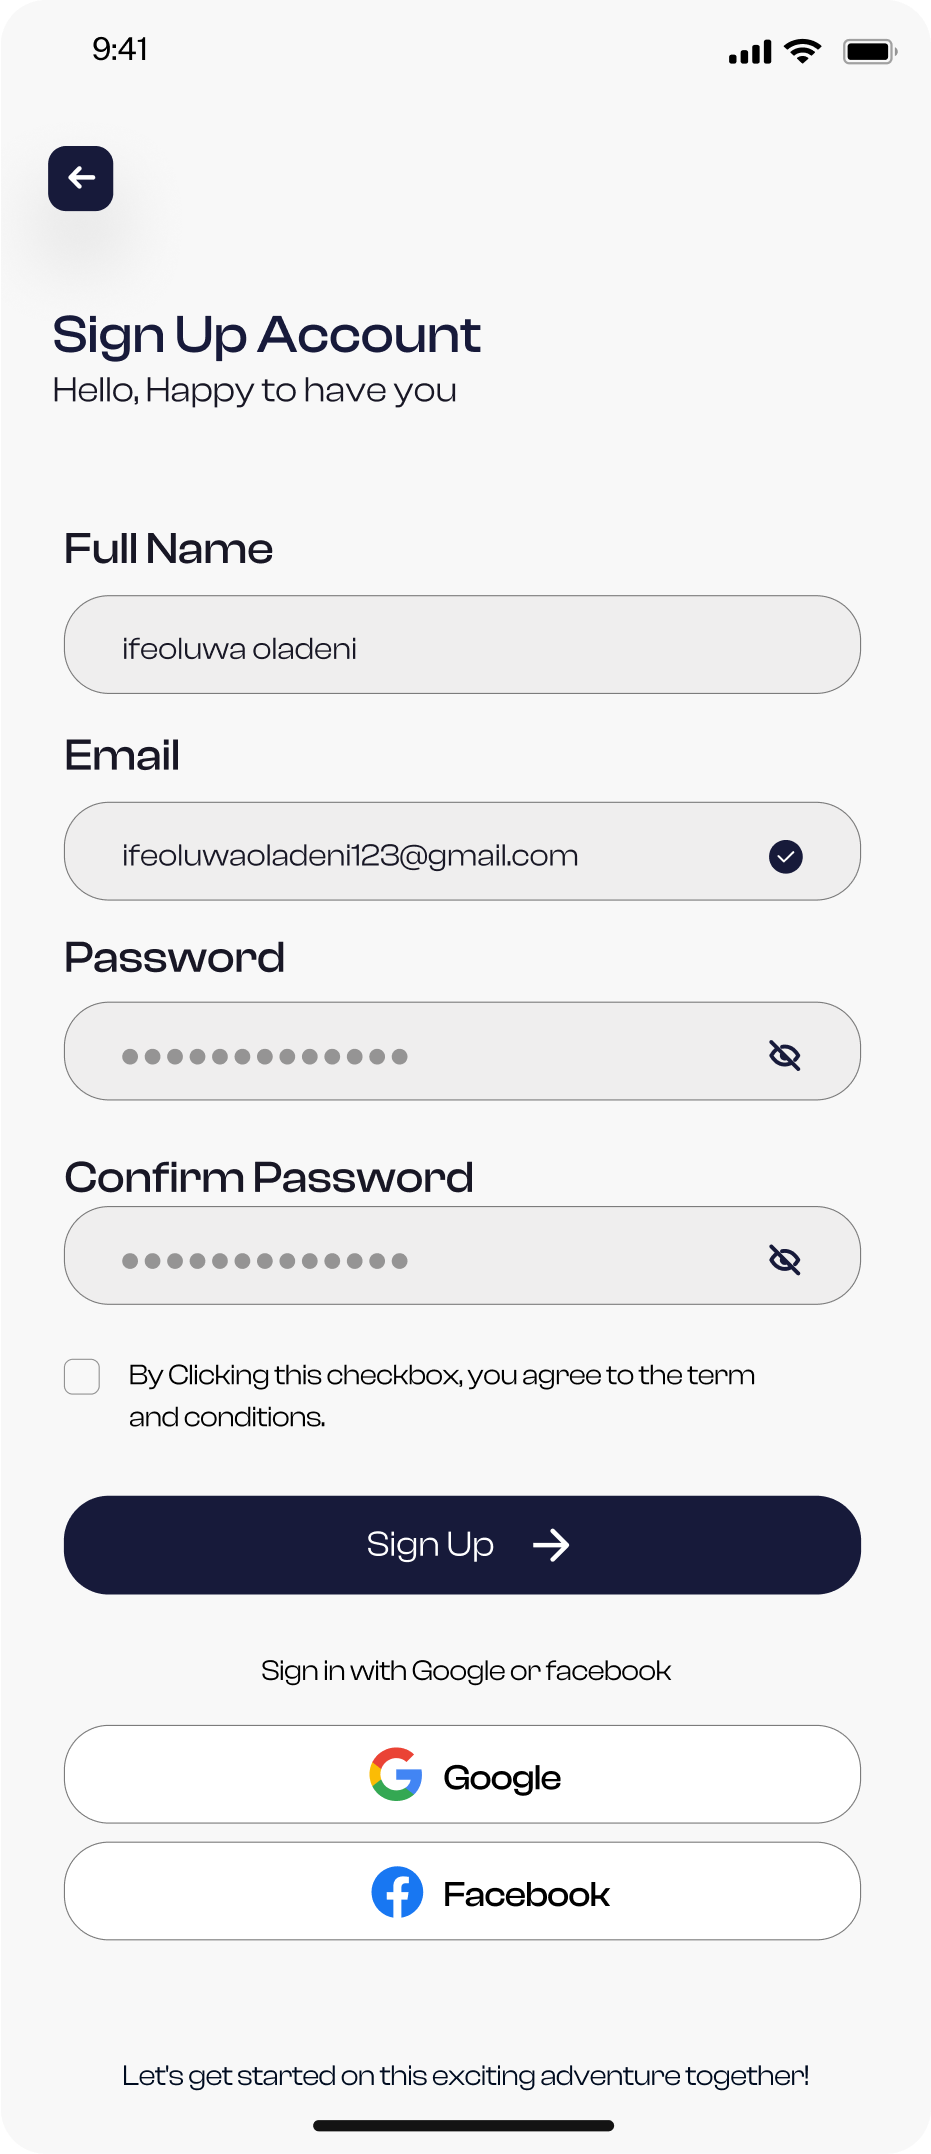 9:41
Sign Up Account
Hello, Happy to have you
Full Name
ifeoluwa oladeni
Email
ifeoluwaoladeni123@gmail.com
Password
Confirm Password
By Clicking this checkbox, you agree to the term
and conditions.
Sign Up
Sign in with Google or facebook
Google
Facebook
Let's get started on this exciting adventure together!